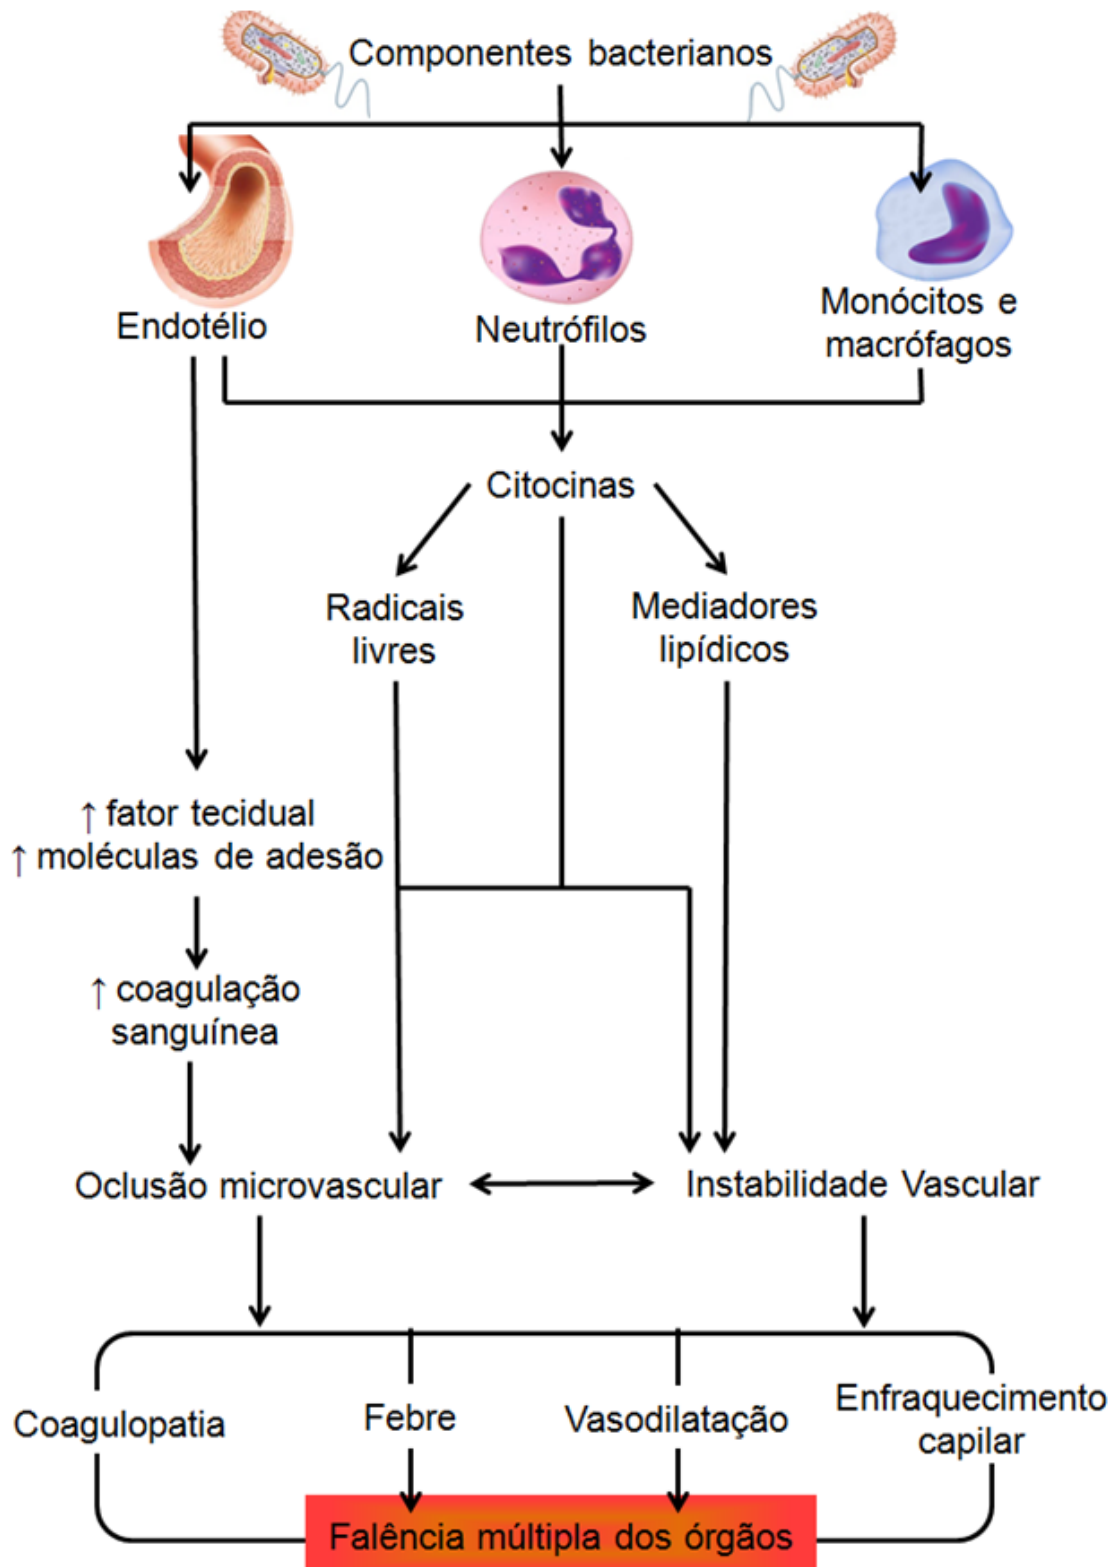 Componentes bacterianos
Endotélio
Neutrófilos
Monócitos e
macrófagos
Citocinas
Radicais
livres
Mediadores
lipídicos
↑ fator tecidual
↑ moléculas de adesão
↑ coagulação
sanguínea
Oclusão microvascular
Instabilidade Vascular
Coagulopatia
Febre
Vasodilatação
Enfraquecimento
capilar
Falência múltipla dos órgãos